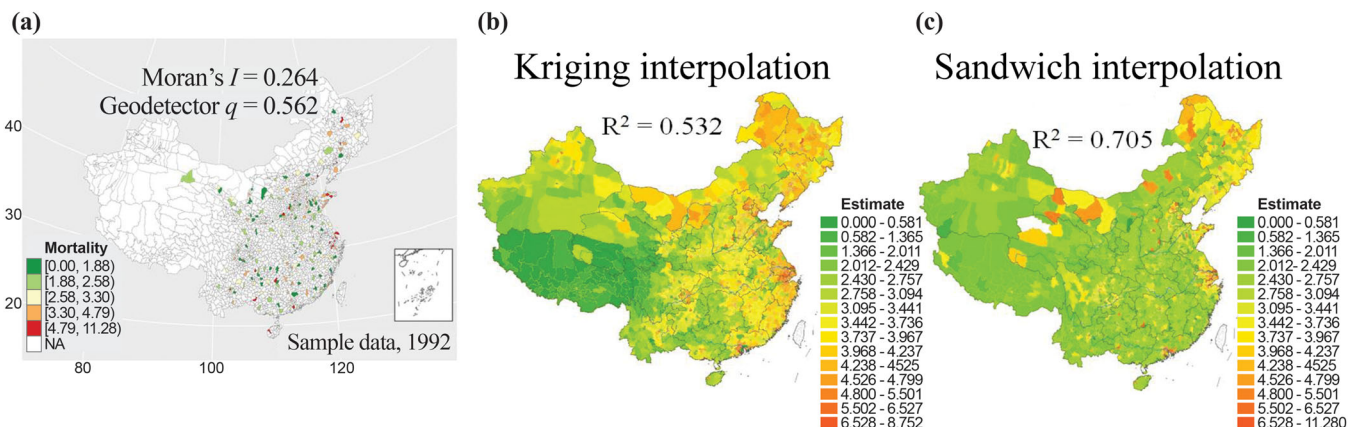 (a)
Moran's I = 0.264
Geodetector q = 0.562
40
30
20
80
100
120
Mortality
[0.00, 1.88)
[1.88, 2.58)
[2.58, 3.30)
[3.30, 4.79)
[4.79, 11.28)
NA
Sample data, 1992
(b)
Kriging interpolation
R² = 0.532
Estimate
0.000 - 0.581
0.582 - 1.365
1.366 - 2.011
2.012 - 2.429
2.430 - 2.757
2.758 - 3.094
3.095 - 3.441
3.442 - 3.736
3.737 - 3.967
3.968 - 4.237
4.238 - 4525
4.526 - 4.799
4.800 - 5.501
5.502 - 6.527
6.528 - 8.752
(c)
Sandwich interpolation
R² = 0.705
Estimate
0.000 - 0.581
0.582 - 1.365
1.366 - 2.011
2.012 - 2.429
2.430 - 2.757
2.758 - 3.094
3.095 - 3.441
3.442 - 3.736
3.737 - 3.967
3.968 - 4.237
4.238 - 4525
4.526 - 4.799
4.800 - 5.501
5.502 - 6.527
6.528 - 11.280